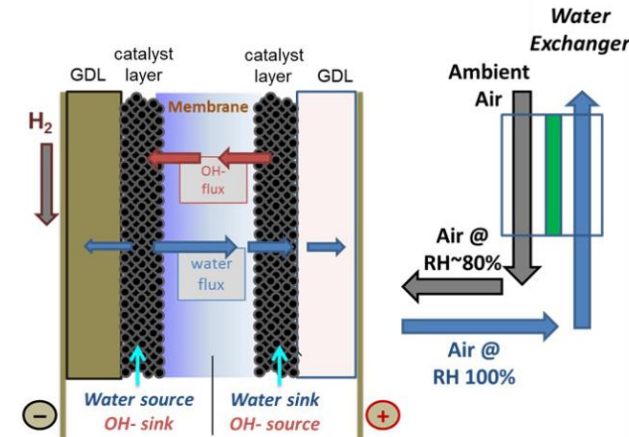 Water
Exchanger
catalyst
layer
catalyst
layer
GDL
GDL
Ambient
Air
Membrane
H2
OH-
flux
water
flux
Air @
RH~80%
Air @
RH 100%
Water source
OH- sink
Water sink
OH- source
−
+